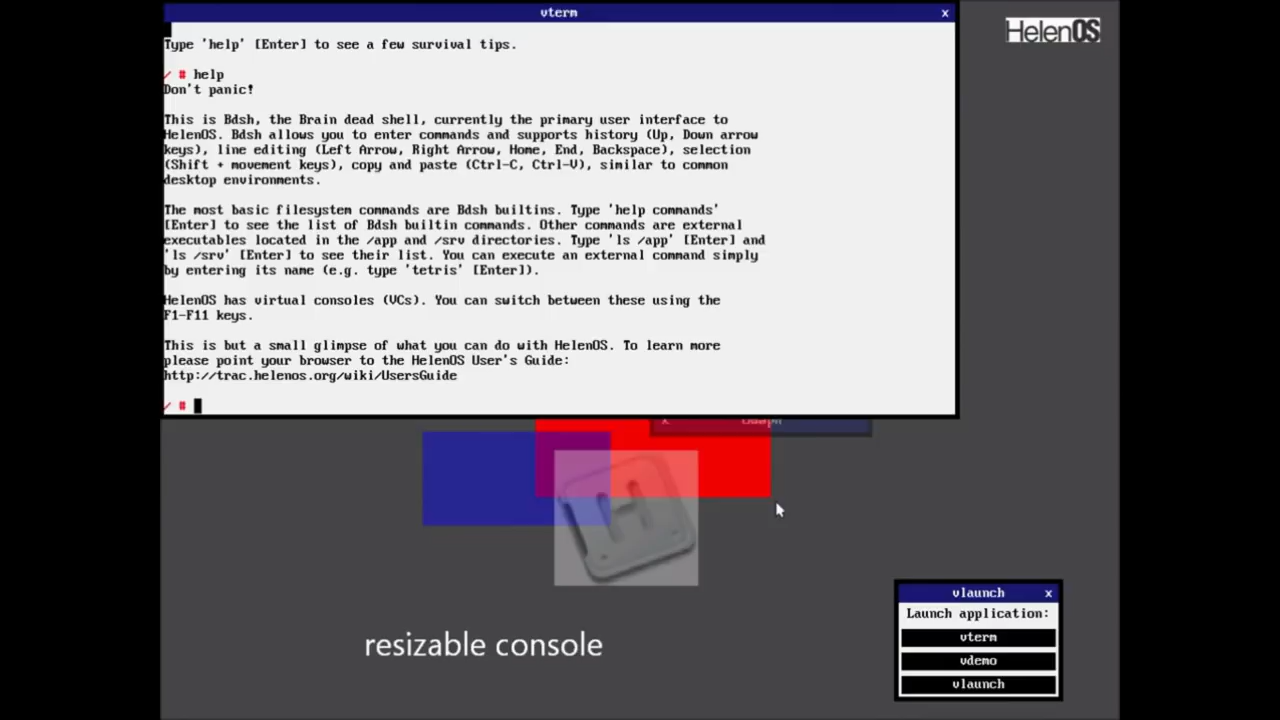 vterm x
HelenOS
Type 'help' [Enter] to see a few survival tips.
/ # help
Don't panic!
This is Bdsh, the Brain dead shell, currently the primary user interface to
HelenOS. Bdsh allows you to enter commands and supports history (Up, Down arrow
keys), line editing (Left Arrow, Right Arrow, Home, End, Backspace), selection
(Shift + movement keys), copy and paste (Ctrl-C, Ctrl-V), similar to common
desktop environments.
The most basic filesystem commands are Bdsh builtins. Type 'help commands'
[Enter] to see the list of Bdsh builtin commands. Other commands are external
executables located in the /app and /srv directories. Type 'ls /app' [Enter] and
'ls /srv' [Enter] to see their list. You can execute an external command simply
by entering its name (e.g. type 'tetris' [Enter]).
HelenOS has virtual consoles (VCs). You can switch between these using the
F1-F11 keys.
This is but a small glimpse of what you can do with HelenOS. To learn more
please point your browser to the HelenOS User's Guide:
http://trac.helenos.org/wiki/UsersGuide
/ #
x
resizable console
vlaunch x
Launch application:
vterm
vdemo
vlaunch